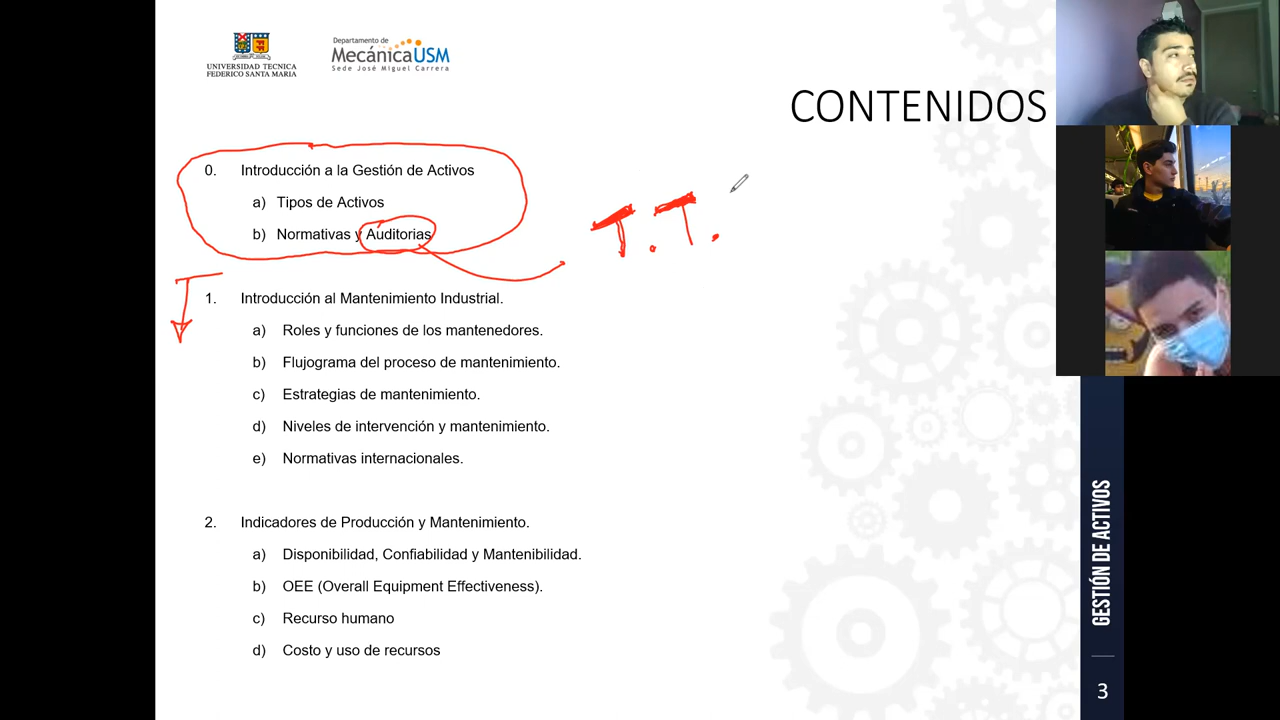 UNIVERSIDAD TECNICA
FEDERICO SANTA MARIA
Departamento de
MecánicaUSM
Sede José Miguel Carrera
CONTENIDOS
0. Introducción a la Gestión de Activos
a) Tipos de Activos
b) Normativas y Auditorias
T.T.
1. Introducción al Mantenimiento Industrial.
a) Roles y funciones de los mantenedores.
b) Flujograma del proceso de mantenimiento.
c) Estrategias de mantenimiento.
d) Niveles de intervención y mantenimiento.
e) Normativas internacionales.
2. Indicadores de Producción y Mantenimiento.
a) Disponibilidad, Confiabilidad y Mantenibilidad.
b) OEE (Overall Equipment Effectiveness).
c) Recurso humano
d) Costo y uso de recursos
GESTIÓN DE ACTIVOS
3